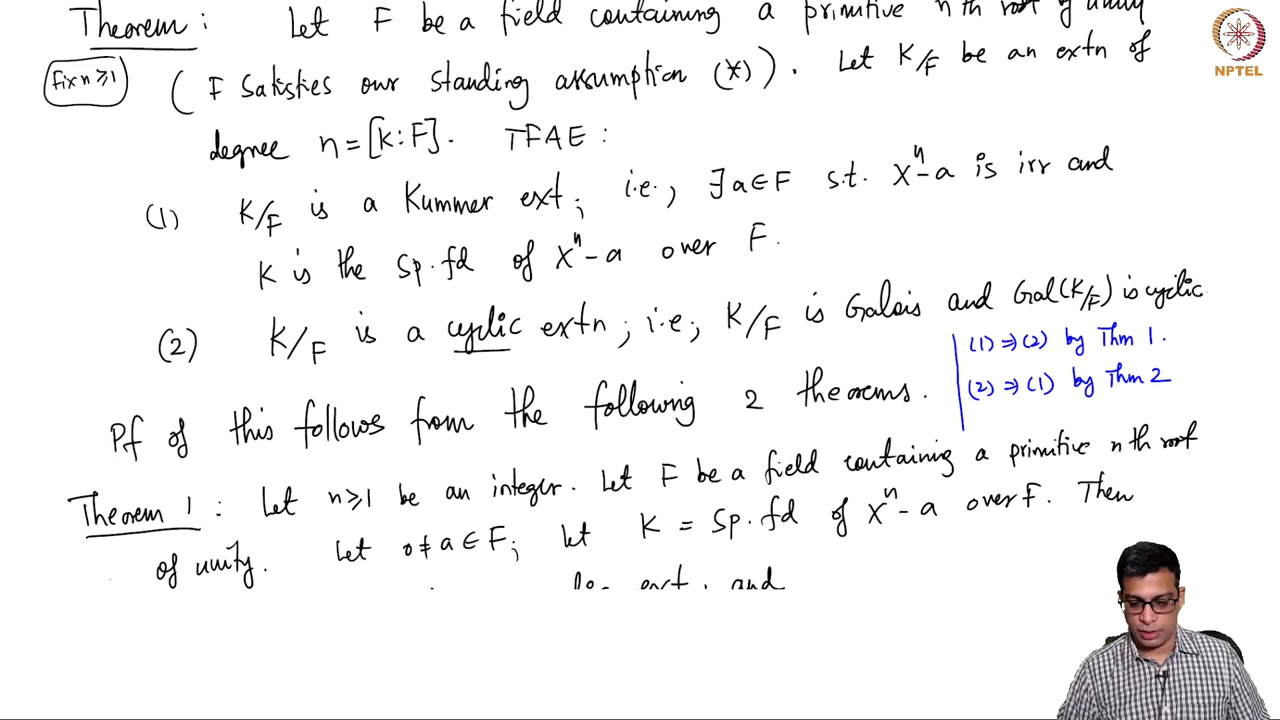 Theorem : Let F be a field containing a primitive nth root of unity
Fix n≥1
( F satisfies our standing assumption (*) ) . Let K/F be an extn of
degree n = [K:F] . TFAE :
(1) K/F is a Kummer ext ; i.e., ∃ a ∈ F s.t. X^n - a is irr and
K is the Sp. fd of X^n - a over F.
(2) K/F is a cyclic extn ; i.e., K/F is Galois and Gal(K/F) is cyclic.
(1) ⇒ (2) by Thm 1.
(2) ⇒ (1) by Thm 2
Pf of this follows from the following 2 theorems.
Theorem 1 : Let n≥1 be an integer. Let F be a field containing a primitive nth root
of unity. Let 0 ≠ a ∈ F ; let K = Sp. fd of X^n - a over F. Then
ext ; and
NPTEL